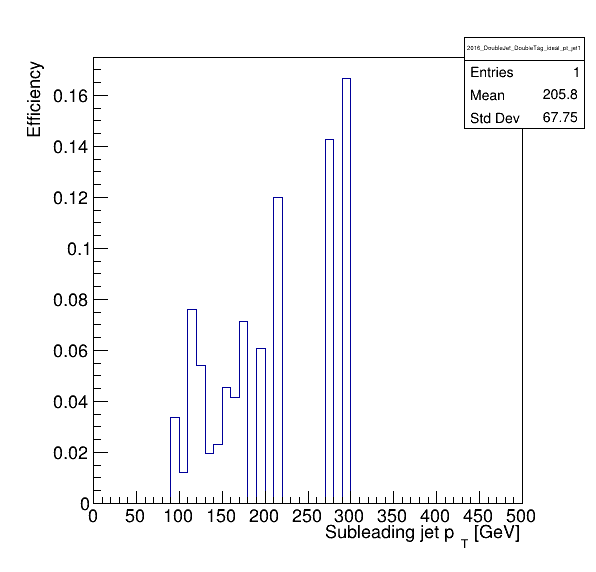 2016_DoubleJet_DoubleTag_ideal_pt_jet1
Entries 1
Mean 205.8
Std Dev 67.75
Efficiency
0.16
0.14
0.12
0.1
0.08
0.06
0.04
0.02
0
0 50 100 150 200 250 300 350 400 450 500
Subleading jet p_T [GeV]